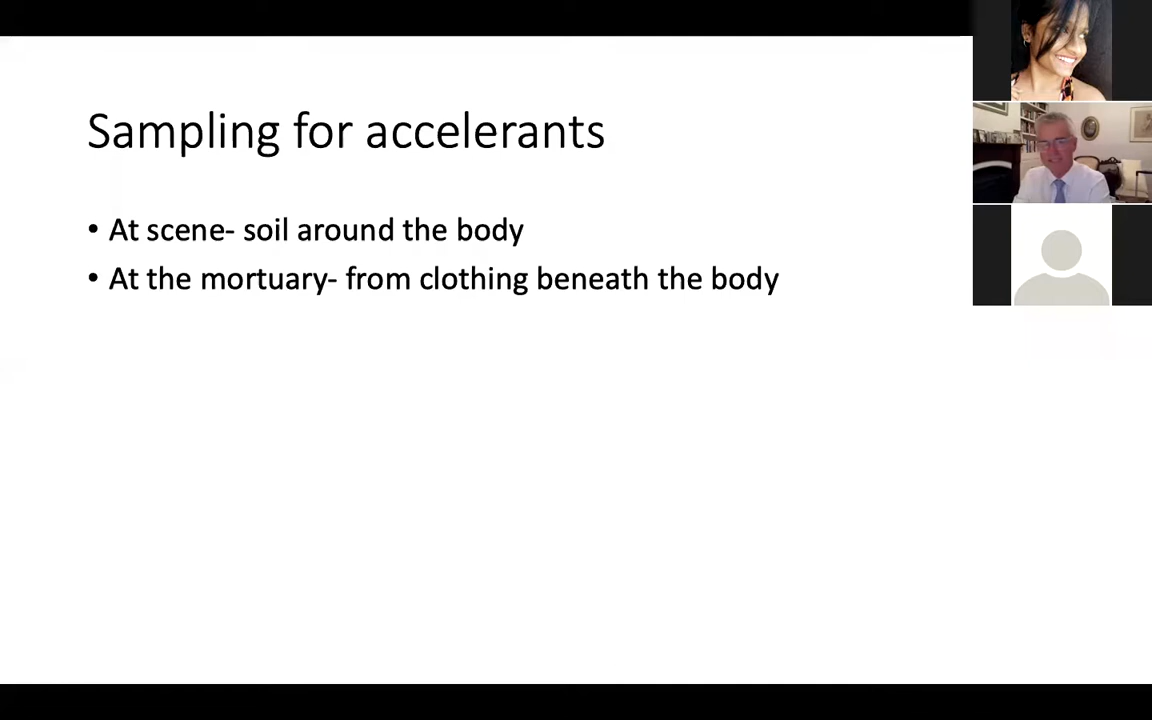 Sampling for accelerants
• At scene- soil around the body
• At the mortuary- from clothing beneath the body